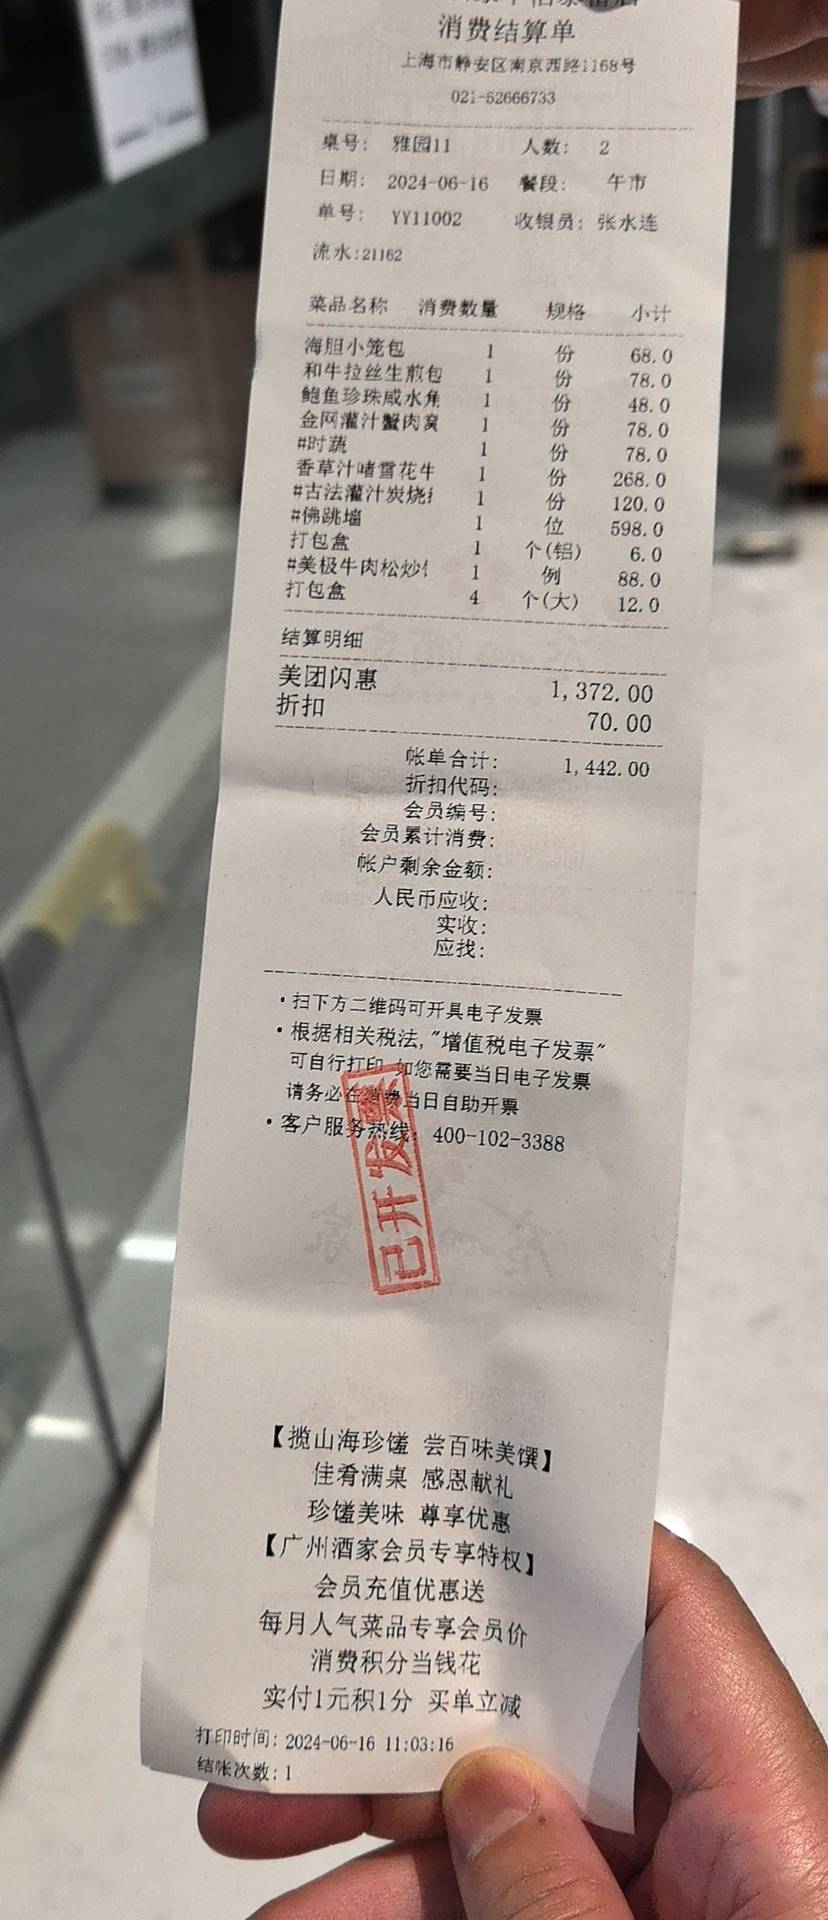 消费结算单
上海市静安区南京西路1168号
021-52666733
桌号: 雅园11 人数: 2
日期: 2024-06-16 餐段: 午市
单号: YY11002 收银员: 张水连
流水:21162
菜品名称 消费数量 规格 小计
海胆小笼包 1 份 68.0
和牛拉丝生煎包 1 份 78.0
鲍鱼珍珠咸水角 1 份 48.0
金网灌汁蟹肉窝 1 份 78.0
#时蔬 1 份 78.0
香草汁啫雪花牛 1 份 268.0
#古法灌汁炭烧 1 份 120.0
#佛跳墙 1 位 598.0
打包盒 1 个(铝) 6.0
#美极牛肉松炒 1 例 88.0
打包盒 4 个(大) 12.0
结算明细
美团闪惠 1,372.00
折扣 70.00
帐单合计: 1,442.00
折扣代码:
会员编号:
会员累计消费:
帐户剩余金额:
人民币应收:
实收:
应找:
·扫下方二维码可开具电子发票
·根据相关税法,"增值税电子发票"
可自行打印,如您需要当日电子发票
请务必在消费当日自助开票
·客户服务热线: 400-102-3388
已开发票
【揽山海珍馐 尝百味美馔】
佳肴满桌 感恩献礼
珍馐美味 尊享优惠
【广州酒家会员专享特权】
会员充值优惠送
每月人气菜品专享会员价
消费积分当钱花
实付1元积1分 买单立减
打印时间: 2024-06-16 11:03:16
结帐次数: 1